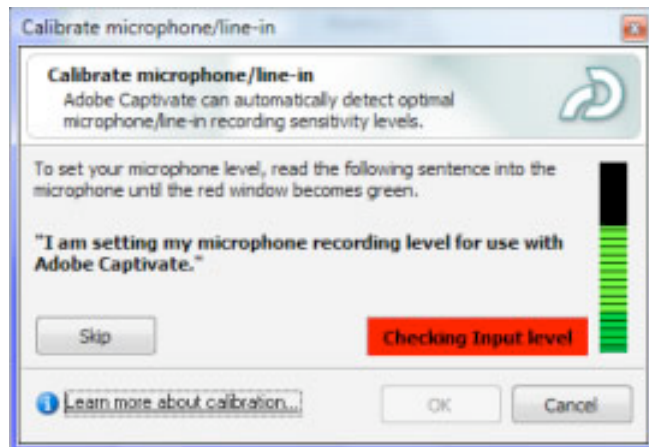 Calibrate microphone/line-in
Calibrate microphone/line-in
Adobe Captivate can automatically detect optimal
microphone/line-in recording sensitivity levels.
To set your microphone level, read the following sentence into the
microphone until the red window becomes green.
"I am setting my microphone recording level for use with
Adobe Captivate."
Skip
Checking Input level
Learn more about calibration...
OK
Cancel